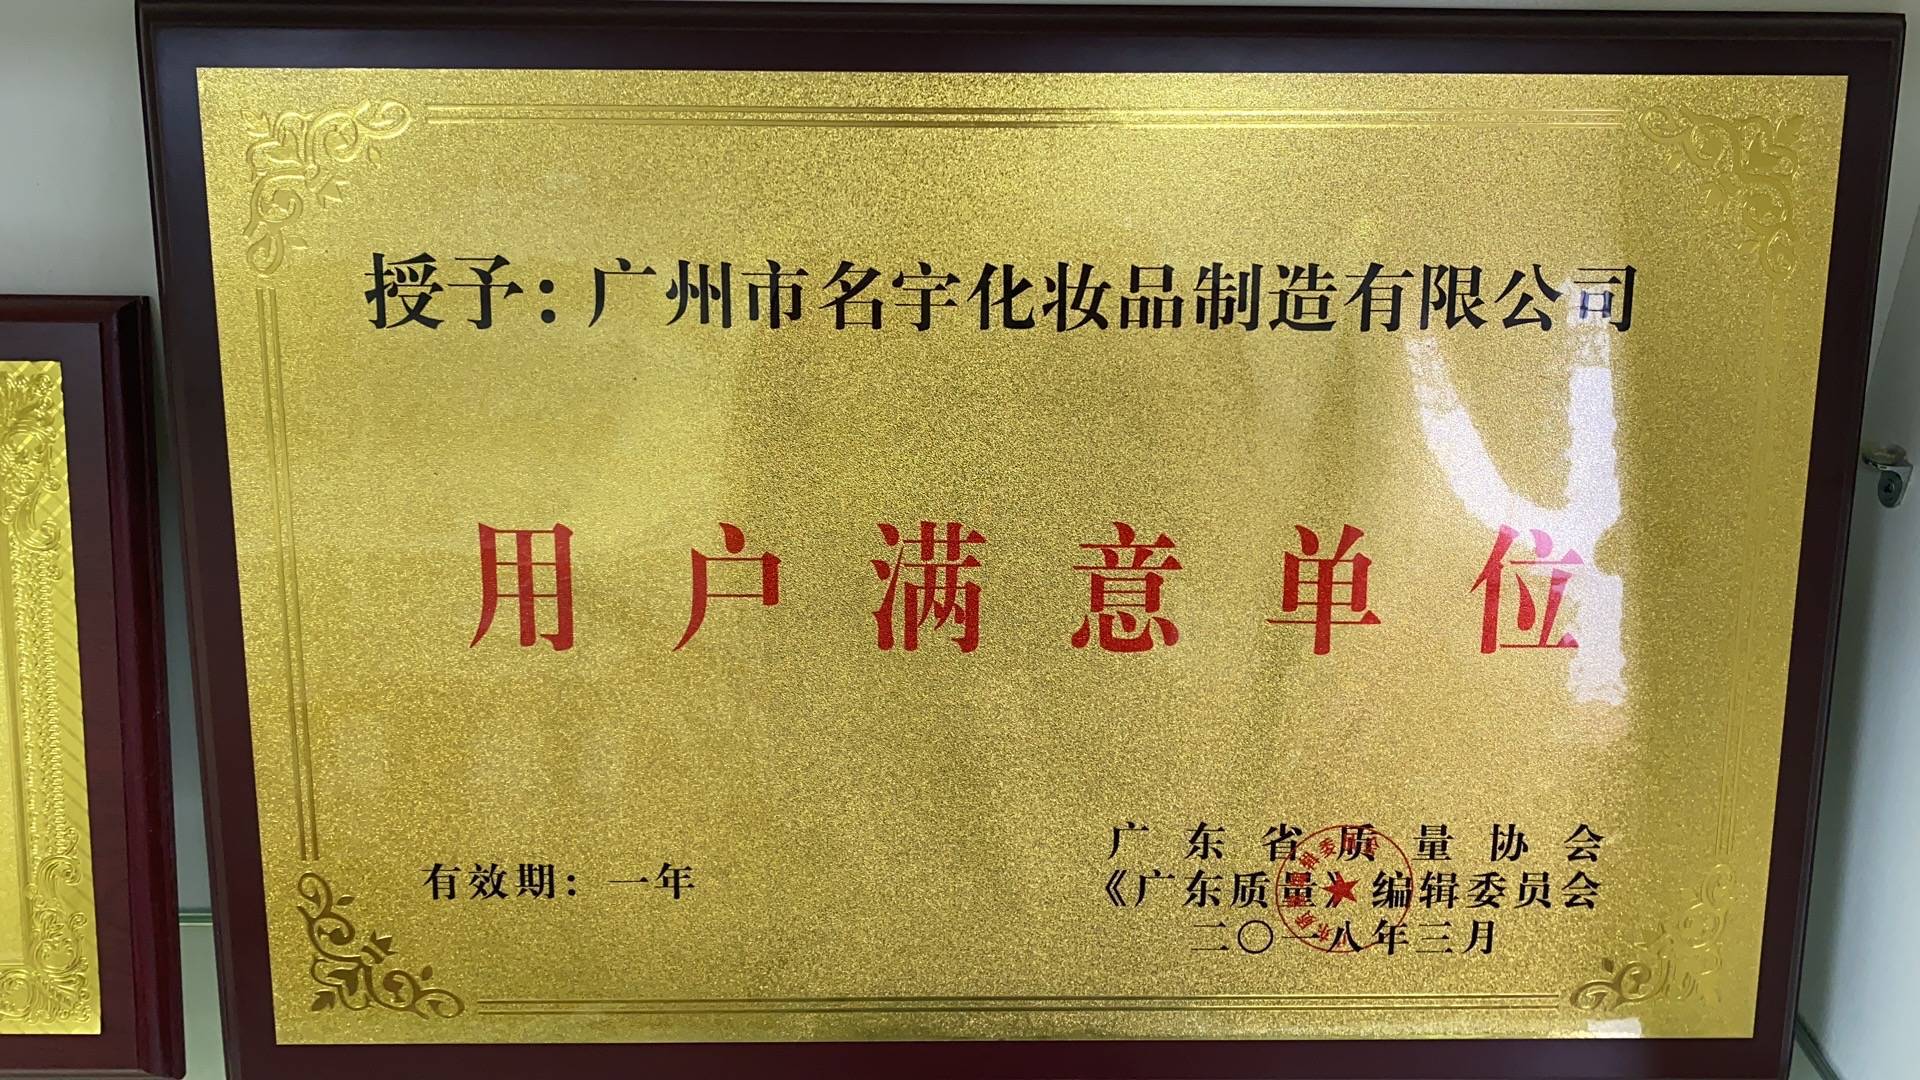 授予：广州市名宇化妆品制造有限公司
用户满意单位
有效期：一年
广东省质量协会
《广东质量》编辑委员会
二〇一八年三月